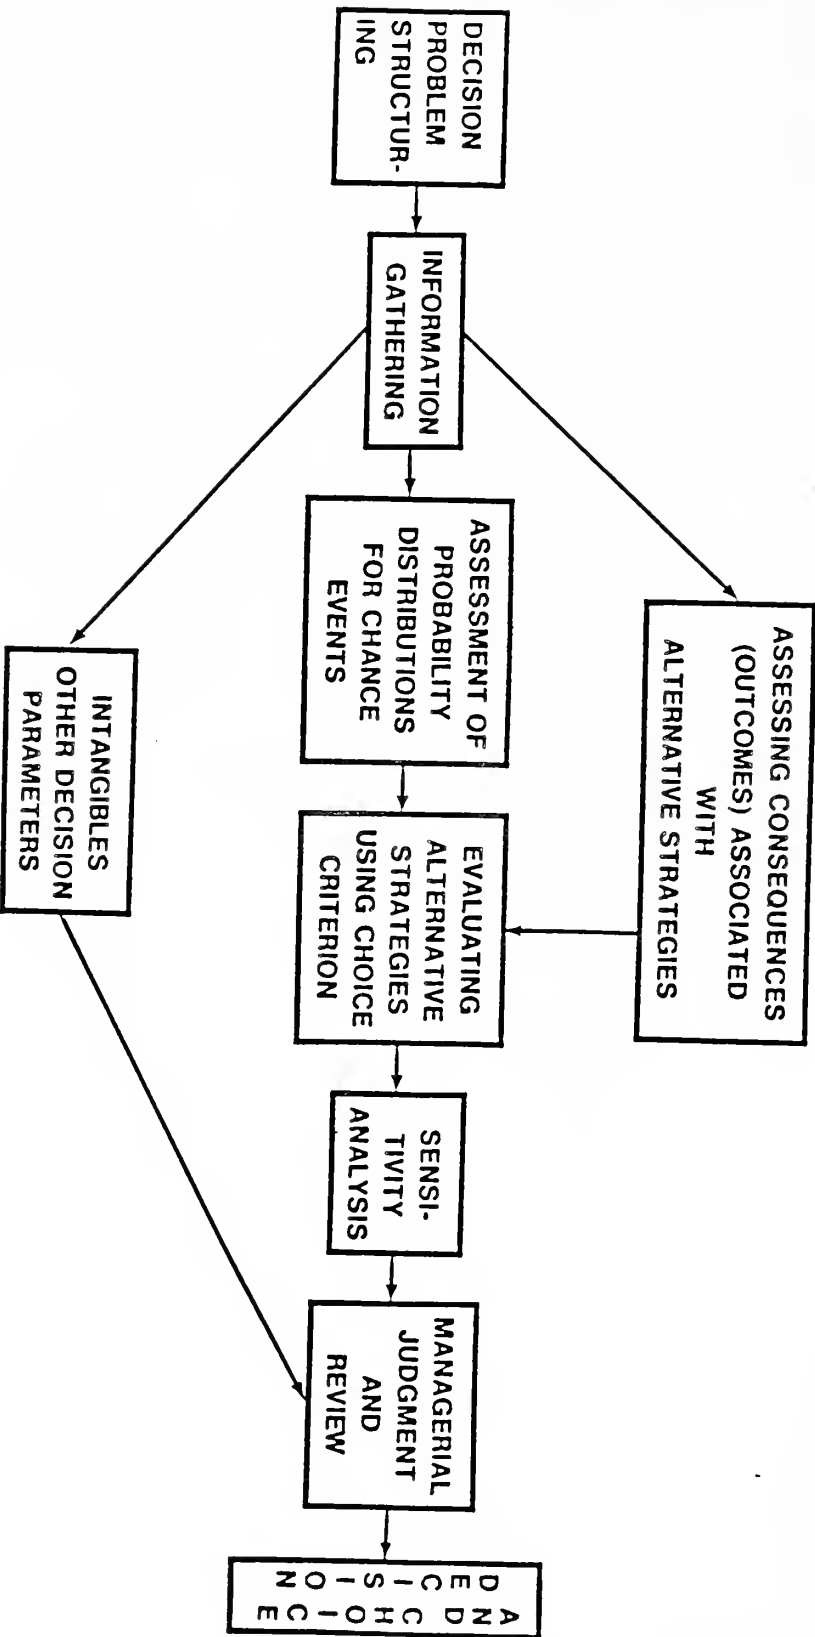 DECISION
PROBLEM
STRUCTUR-
ING
INFORMATION
GATHERING
ASSESSING CONSEQUENCES
(OUTCOMES) ASSOCIATED
WITH
ALTERNATIVE STRATEGIES
ASSESSMENT OF
PROBABILITY
DISTRIBUTIONS
FOR CHANCE
EVENTS
INTANGIBLES
OTHER DECISION
PARAMETERS
EVALUATING
ALTERNATIVE
STRATEGIES
USING CHOICE
CRITERION
SENSI-
TIVITY
ANALYSIS
MANAGERIAL
JUDGMENT
AND
REVIEW
DECISION
AND CHOICE